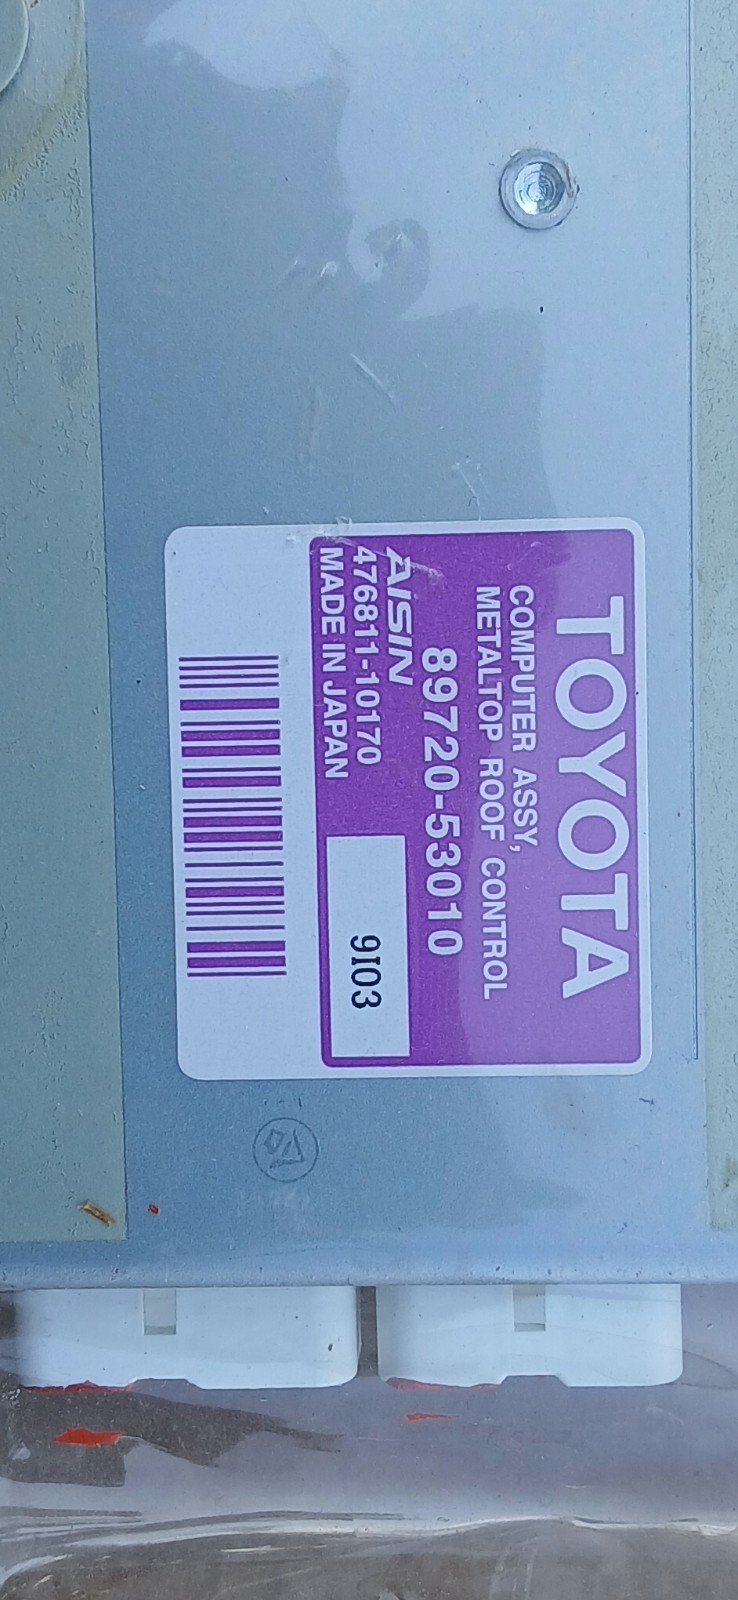 TOYOTA
COMPUTER ASSY,
METALTOP ROOF CONTROL
89720-53010
AISIN
476811-10170
MADE IN JAPAN
9I03